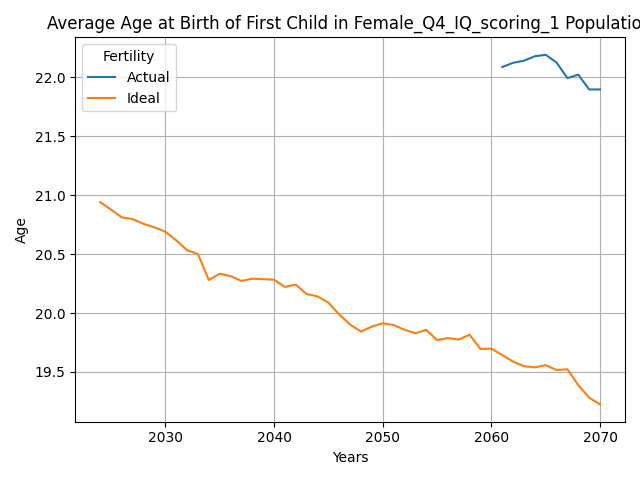 Average Age at Birth of First Child in Female_Q4_IQ_scoring_1 Populatio
Fertility
Actual
Ideal
22.0
21.5
21.0
20.5
20.0
19.5
Age
2030 2040 2050 2060 2070
Years